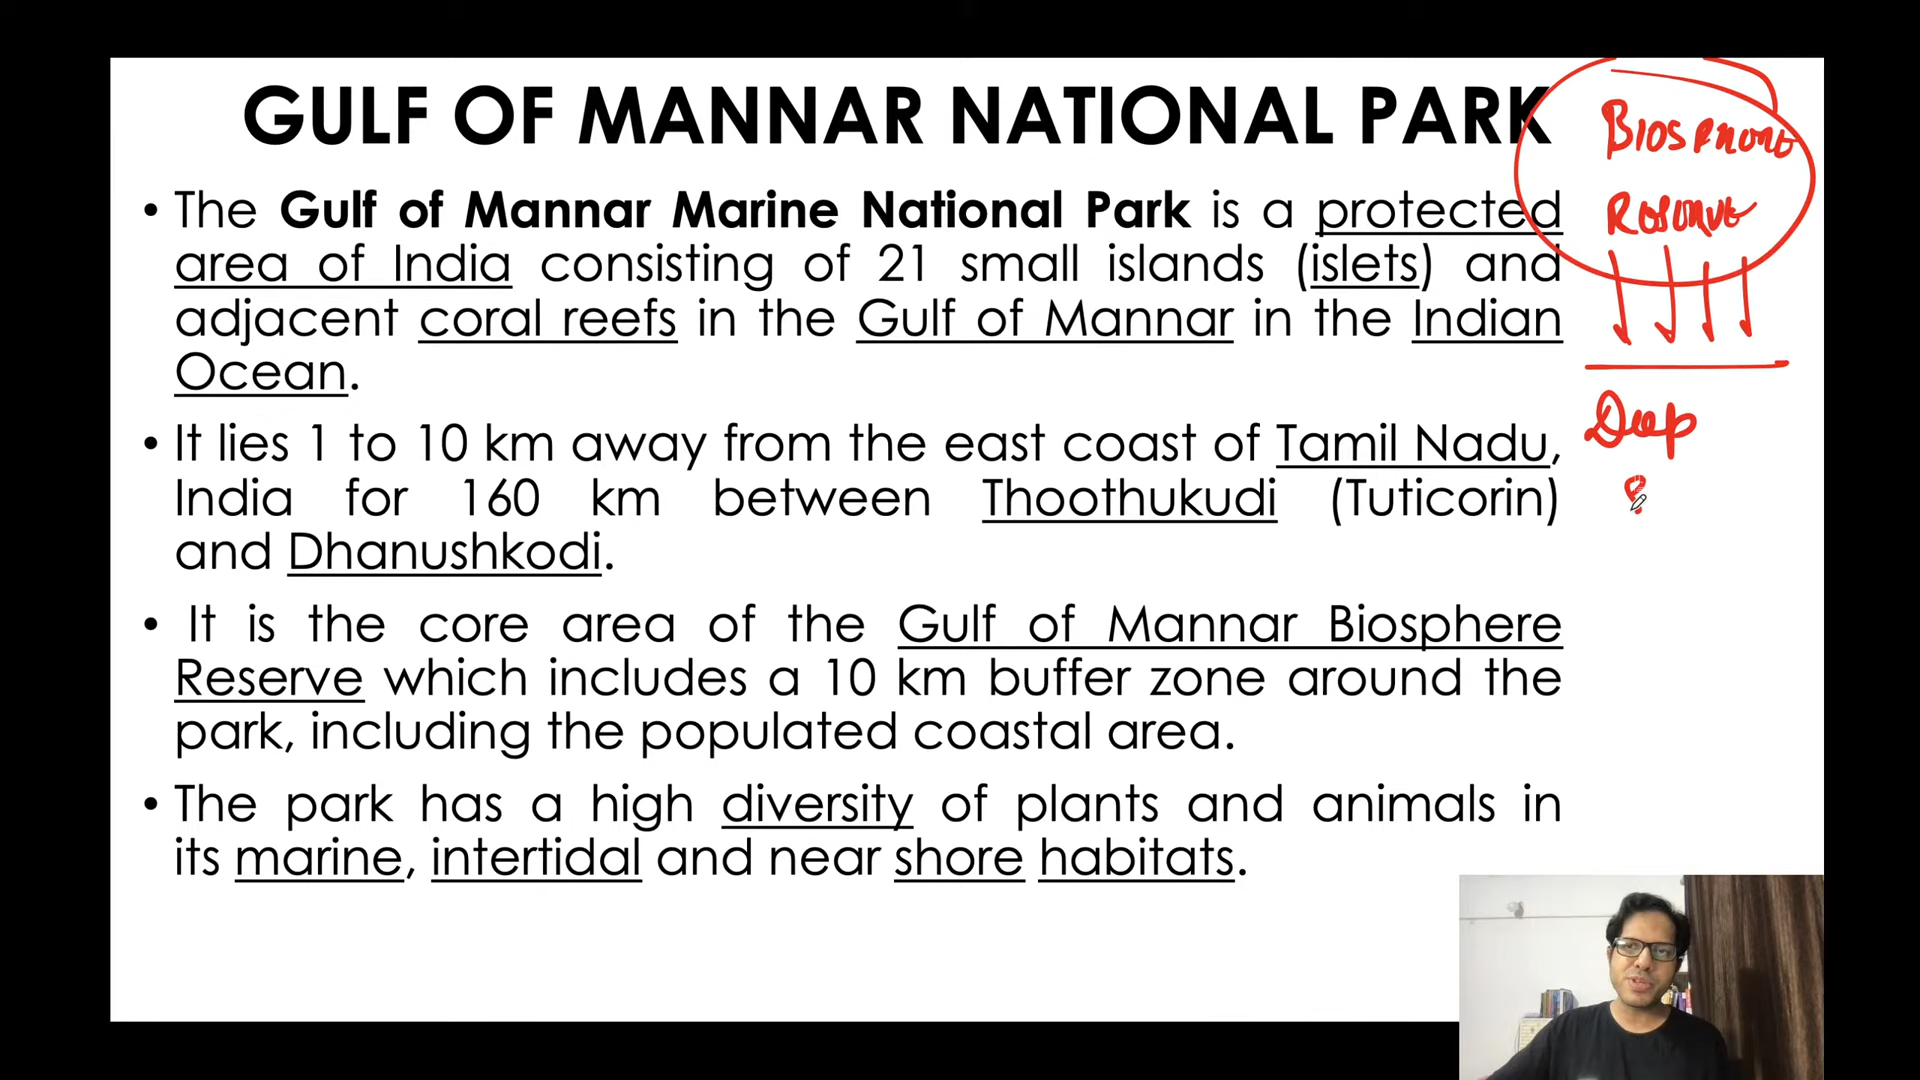 GULF OF MANNAR NATIONAL PARK
• The Gulf of Mannar Marine National Park is a protected
area of India consisting of 21 small islands (islets) and
adjacent coral reefs in the Gulf of Mannar in the Indian
Ocean.
• It lies 1 to 10 km away from the east coast of Tamil Nadu,
India for 160 km between Thoothukudi (Tuticorin)
and Dhanushkodi.
• It is the core area of the Gulf of Mannar Biosphere
Reserve which includes a 10 km buffer zone around the
park, including the populated coastal area.
• The park has a high diversity of plants and animals in
its marine, intertidal and near shore habitats.
BIOSPHERE
RESERVE
Deep